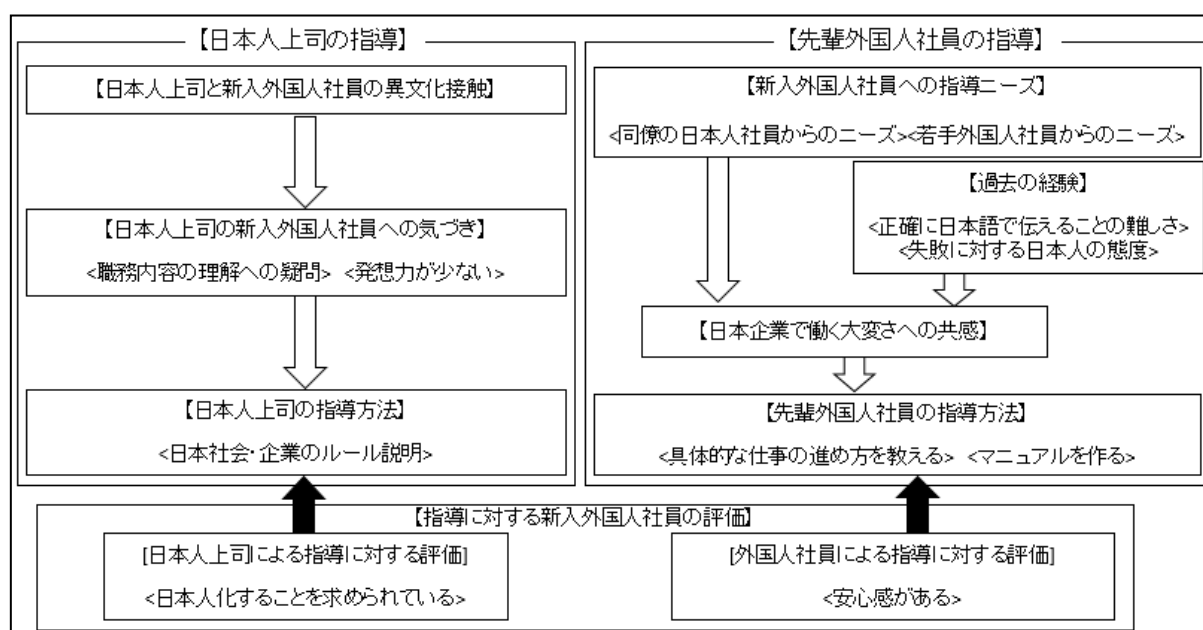 【日本人上司の指導】
【日本人上司と新入外国人社員の異文化接触】
【日本人上司の新入外国人社員への気づき】
<職務内容の理解への疑問> <発想力が少ない>
【日本人上司の指導方法】
<日本社会・企業のルール説明>
【先輩外国人社員の指導】
【新入外国人社員への指導ニーズ】
<同僚の日本人社員からのニーズ><若手外国人社員からのニーズ>
【過去の経験】
<正確に日本語で伝えることの難しさ>
<失敗に対する日本人の態度>
【日本企業で働く大変さへの共感】
【先輩外国人社員の指導方法】
<具体的な仕事の進め方を教える> <マニュアルを作る>
【指導に対する新入外国人社員の評価】
[日本人上司による指導に対する評価]
<日本人化することを求められている>
[外国人社員による指導に対する評価]
<安心感がある>